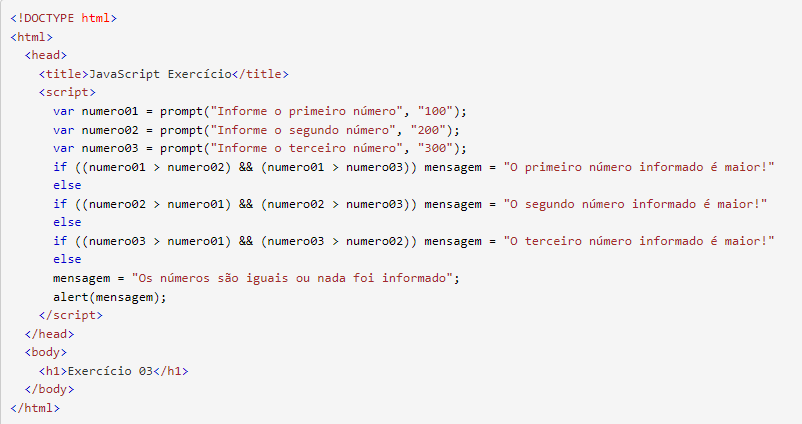 <!DOCTYPE html>
<html>
  <head>
    <title>JavaScript Exercício</title>
    <script>
      var numero01 = prompt("Informe o primeiro número", "100");
      var numero02 = prompt("Informe o segundo número", "200");
      var numero03 = prompt("Informe o terceiro número", "300");
      if ((numero01 > numero02) && (numero01 > numero03)) mensagem = "O primeiro número informado é maior!"
      else
      if ((numero02 > numero01) && (numero02 > numero03)) mensagem = "O segundo número informado é maior!"
      else
      if ((numero03 > numero01) && (numero03 > numero02)) mensagem = "O terceiro número informado é maior!"
      else
      mensagem = "Os números são iguais ou nada foi informado";
      alert(mensagem);
    </script>
  </head>
  <body>
    <h1>Exercício 03</h1>
  </body>
</html>